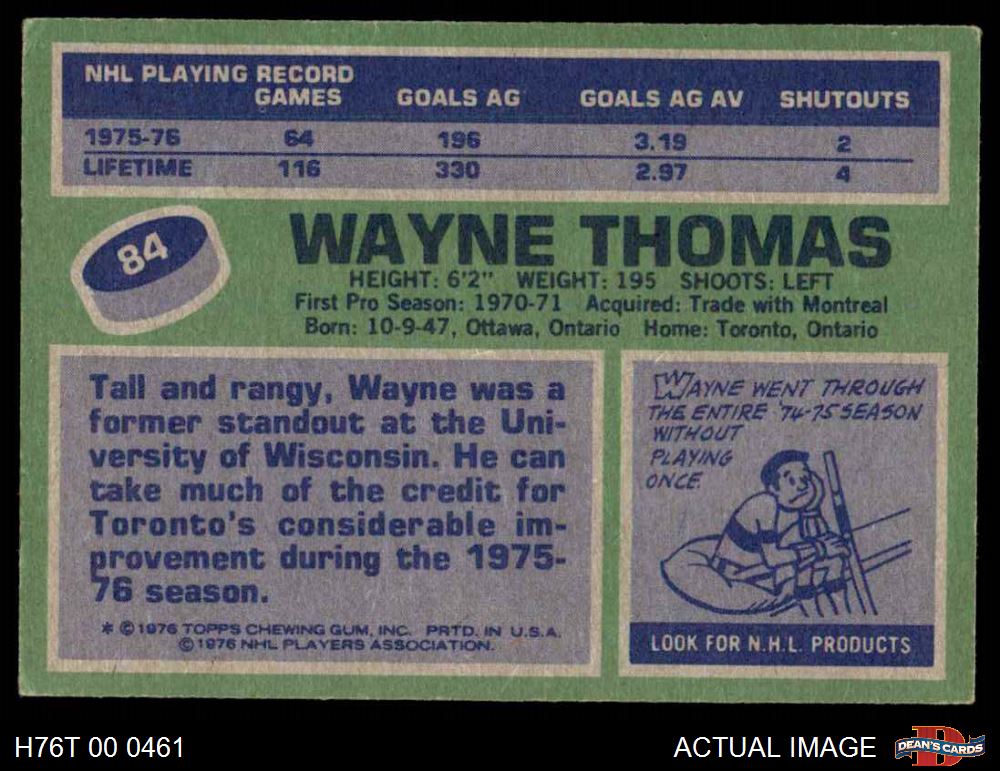 NHL PLAYING RECORD
GAMES GOALS AG GOALS AG AV SHUTOUTS
1975-76 64 196 3.19 2
LIFETIME 116 330 2.97 4
84
WAYNE THOMAS
HEIGHT: 6'2" WEIGHT: 195 SHOOTS: LEFT
First Pro Season: 1970-71 Acquired: Trade with Montreal
Born: 10-9-47, Ottawa, Ontario Home: Toronto, Ontario
Tall and rangy, Wayne was a
former standout at the Uni-
versity of Wisconsin. He can
take much of the credit for
Toronto's considerable im-
provement during the 1975-
76 season.
* © 1976 TOPPS CHEWING GUM, INC. PRTD. IN U.S.A.
© 1976 NHL PLAYERS ASSOCIATION.
WAYNE WENT THROUGH
THE ENTIRE '74-75 SEASON
WITHOUT
PLAYING
ONCE.
LOOK FOR N.H.L. PRODUCTS
H76T 00 0461
ACTUAL IMAGE
D
DEAN'S CARDS